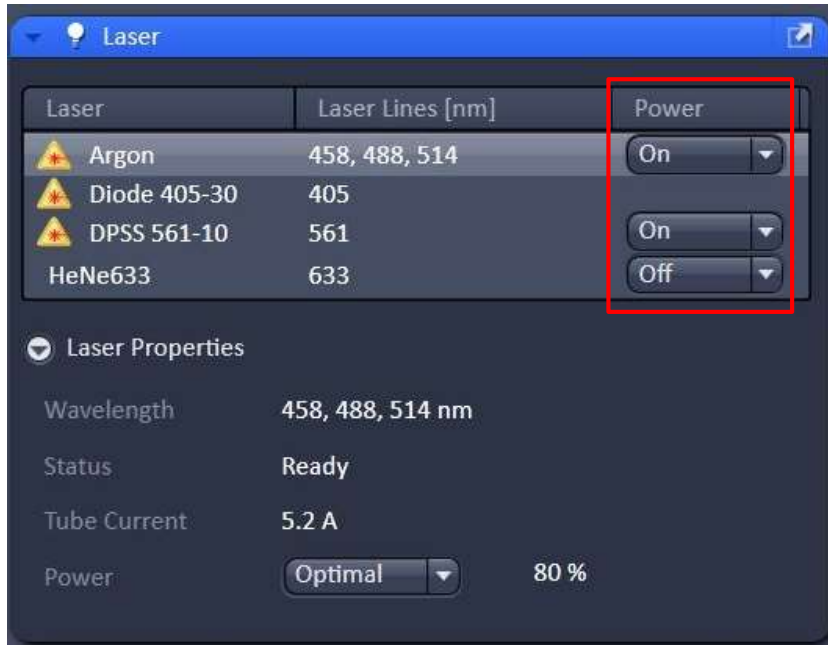 Laser
Laser Laser Lines [nm] Power
Argon 458, 488, 514 On
Diode 405-30 405
DPSS 561-10 561 On
HeNe633 633 Off
Laser Properties
Wavelength 458, 488, 514 nm
Status Ready
Tube Current 5.2 A
Power Optimal 80 %